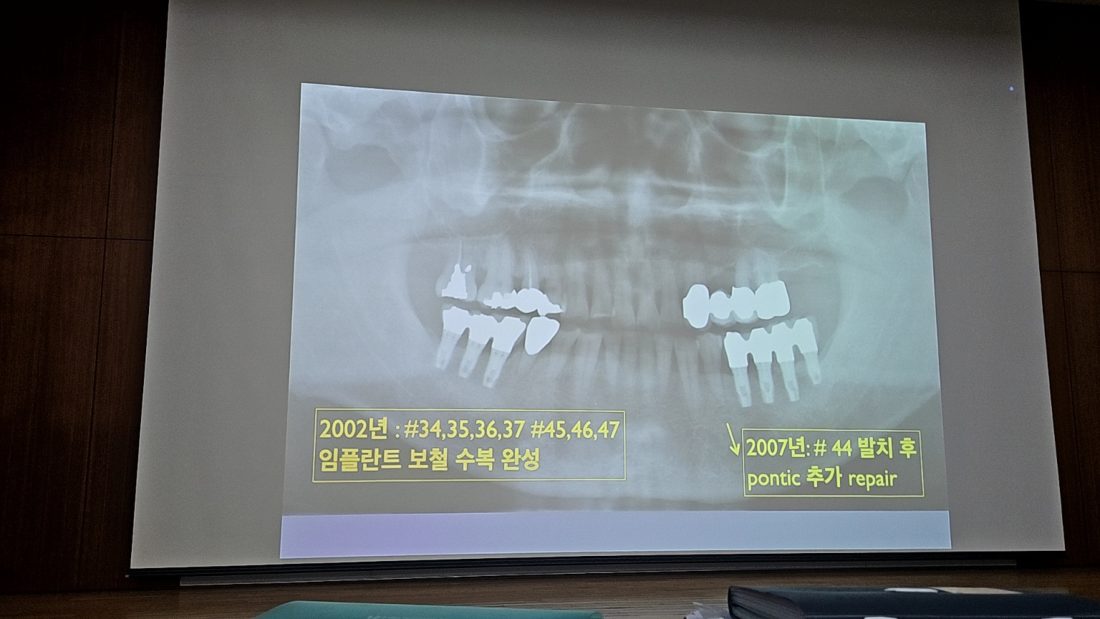 2002년 : #34,35,36,37 #45,46,47
임플란트 보철 수복 완성
2007년: # 44 발치 후
pontic 추가 repair